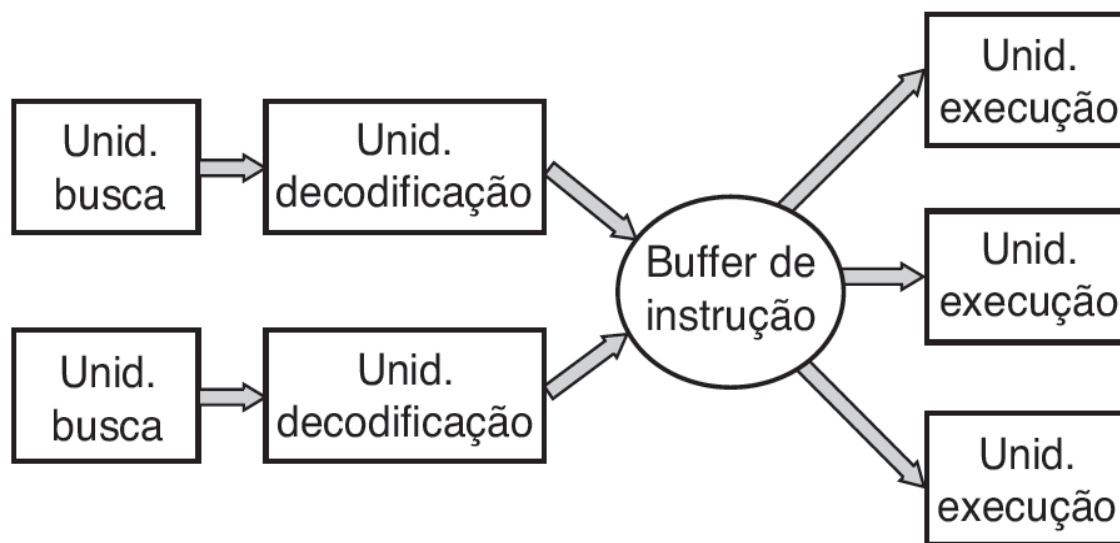 Unid.
busca
Unid.
decodificação
Unid.
busca
Unid.
decodificação
Buffer de
instrução
Unid.
execução
Unid.
execução
Unid.
execução